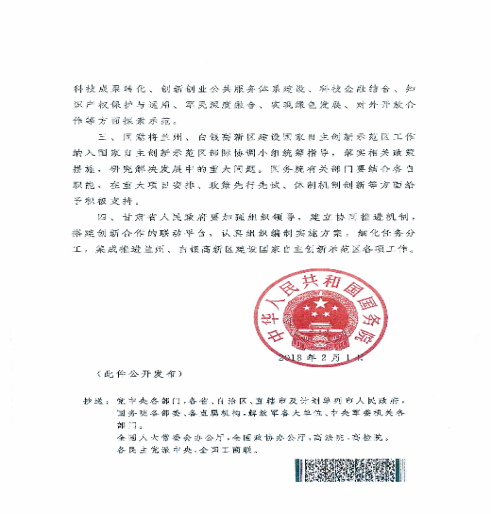 科技成果转化、创新创业公共服务体系建设、科技金融结合、知
识产权保护与运用、军民深度融合、实现绿色发展、对外开放合
作等方面探索示范。
三、同意将兰州、白银高新区建设国家自主创新示范区工作
纳入国家自主创新示范区部际协调小组统筹指导，落实相关政策
措施，研究解决发展中的重大问题。国务院有关部门要结合各自
职能，在重大项目安排、政策先行先试、体制机制创新等方面给
予积极支持。
四、甘肃省人民政府要加强组织领导，建立协同推进机制，
搭建创新合作的联动平台，认真组织编制实施方案，细化任务分
工，集成推进兰州、白银高新区建设国家自主创新示范区各项工作。
中华人民共和国国务院
2018年2月1日
（此件公开发布）
抄送：党中央各部门，各省、自治区、直辖市及计划单列市人民政府，
国务院各部委、各直属机构，解放军各大单位、中央军委机关各
部门。
全国人大常委会办公厅，全国政协办公厅，高法院，高检院。
各民主党派中央，全国工商联。